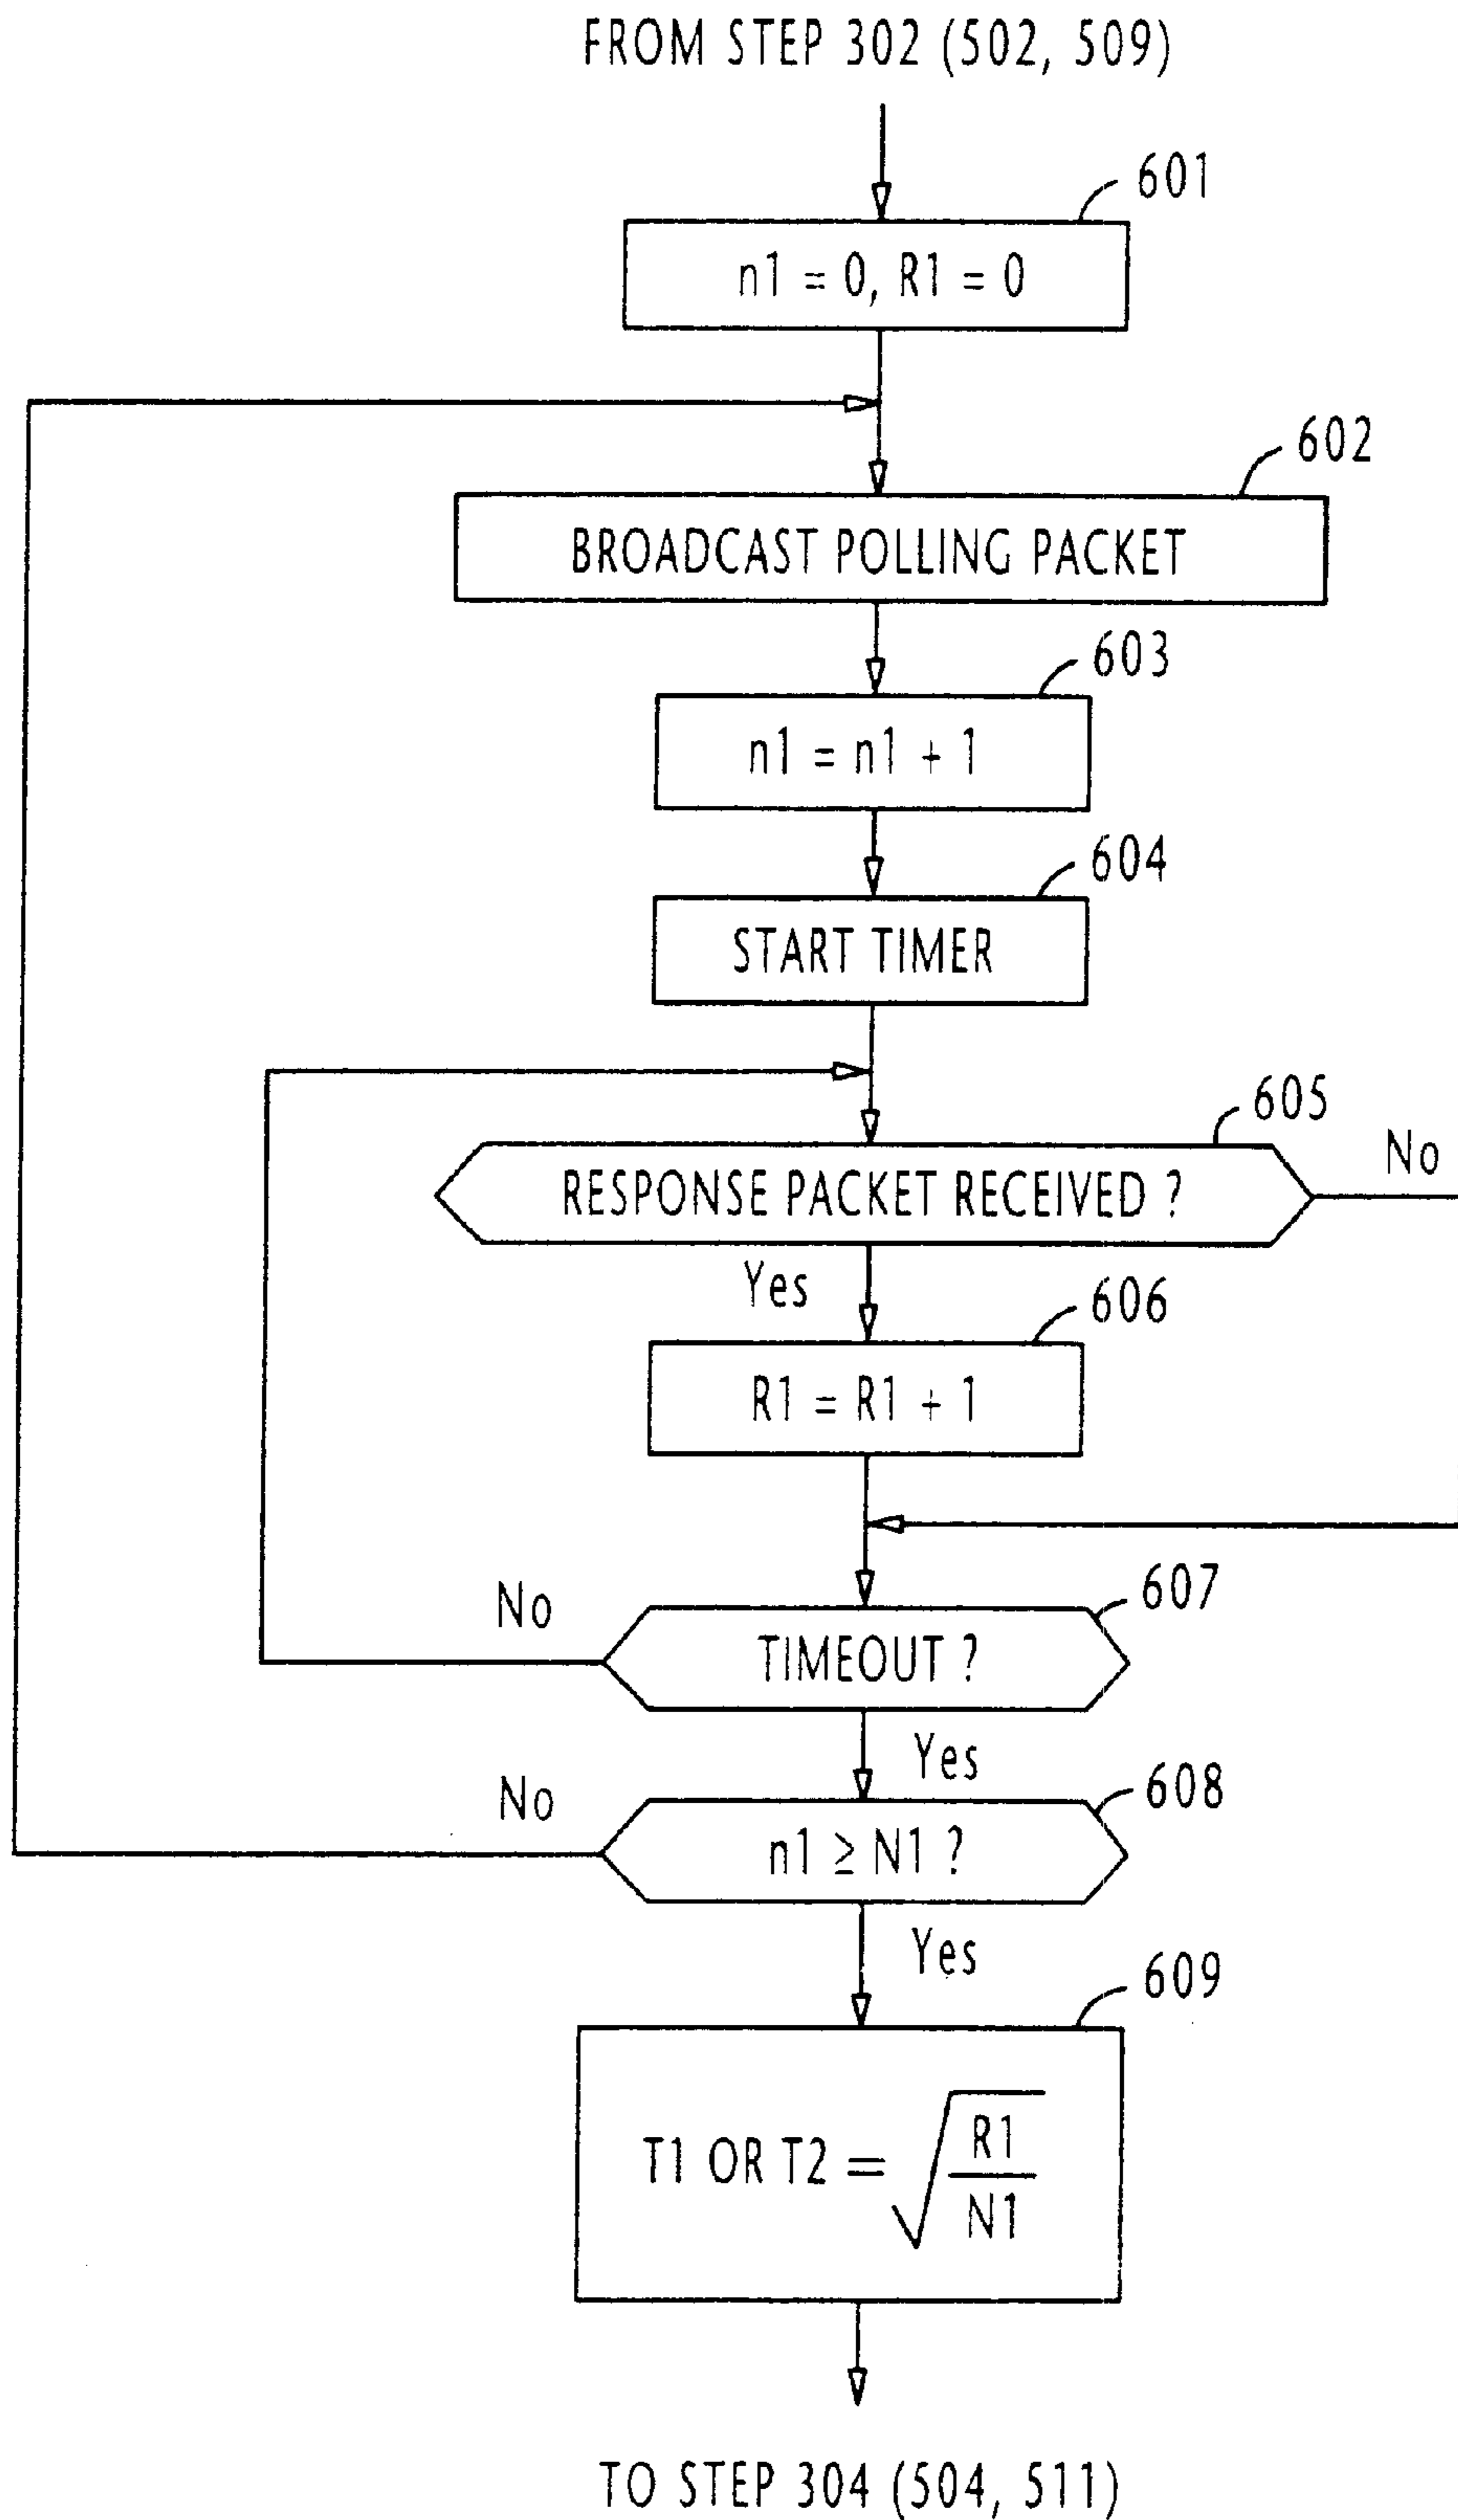 FROM STEP 302 (502, 509)
601
n1 = 0, R1 = 0
602
BROADCAST POLLING PACKET
603
n1 = n1 + 1
604
START TIMER
605
No
RESPONSE PACKET RECEIVED ?
Yes
606
R1 = R1 + 1
607
No
TIMEOUT ?
Yes
608
No
n1 ≥ N1 ?
Yes
609
T1 OR T2 = √ R1
N1
TO STEP 304 (504, 511)